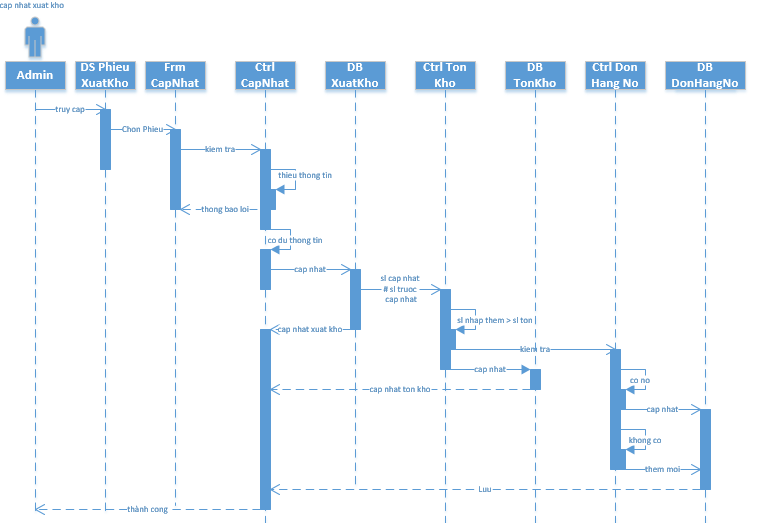 cap nhat xuat kho
Admin
DS Phieu
XuatKho
Frm
CapNhat
Ctrl
CapNhat
DB
XuatKho
Ctrl Ton
Kho
DB
TonKho
Ctrl Don
Hang No
DB
DonHangNo
truy cap
Chon Phieu
kiem tra
thieu thong tin
thong bao loi
co du thong tin
cap nhat
sl cap nhat
# sl truoc
cap nhat
sl nhap them > sl ton
cap nhat xuat kho
kiem tra
cap nhat
co no
cap nhat ton kho
cap nhat
khong co
them moi
Luu
thành cong